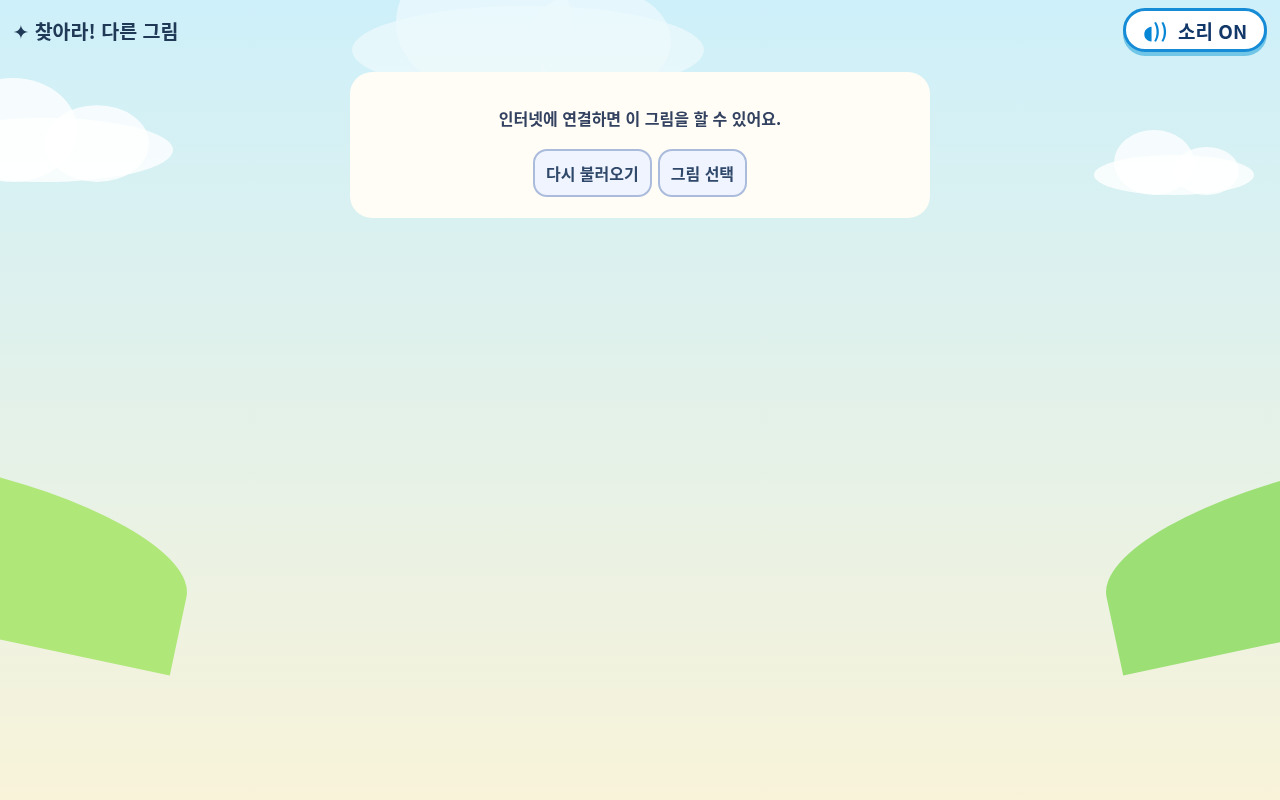 ✦ 찾아라! 다른 그림
소리 ON
인터넷에 연결하면 이 그림을 할 수 있어요.
다시 불러오기
그림 선택